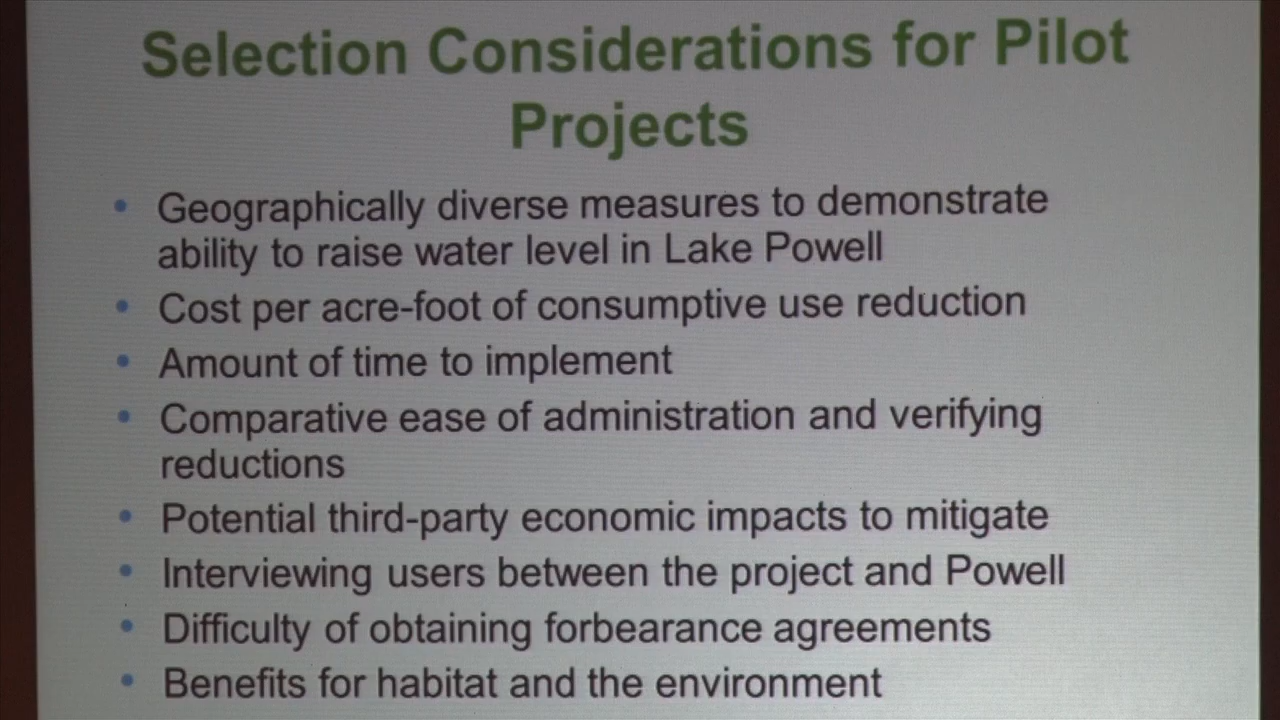 Selection Considerations for Pilot
Projects
• Geographically diverse measures to demonstrate
ability to raise water level in Lake Powell
• Cost per acre-foot of consumptive use reduction
• Amount of time to implement
• Comparative ease of administration and verifying
reductions
• Potential third-party economic impacts to mitigate
• Interviewing users between the project and Powell
• Difficulty of obtaining forbearance agreements
• Benefits for habitat and the environment